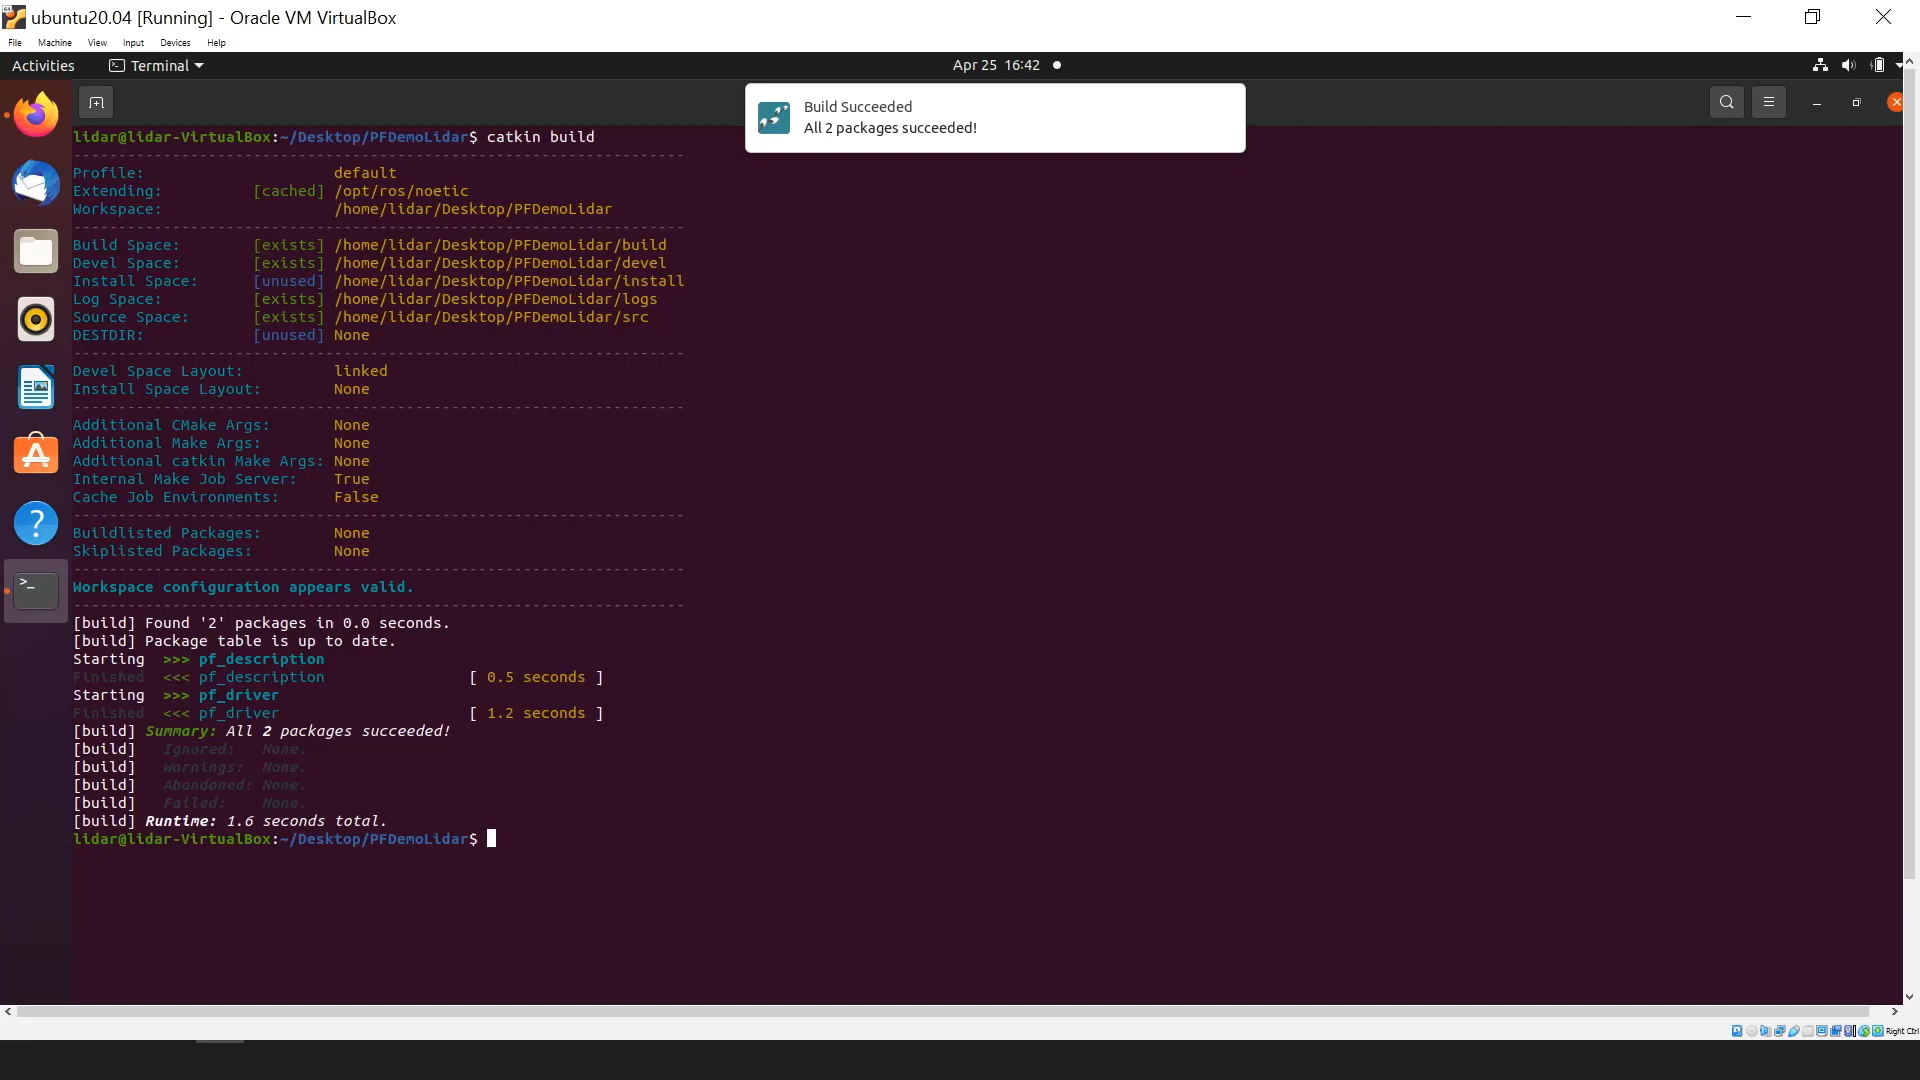 ubuntu20.04 [Running] - Oracle VM VirtualBox
File Machine View Input Devices Help
Activities Terminal Apr 25 16:42
Build Succeeded
All 2 packages succeeded!
lidar@lidar-VirtualBox:~/Desktop/PFDemoLidar$ catkin build
---------------------------------------------------------------------
Profile: default
Extending: [cached] /opt/ros/noetic
Workspace: /home/lidar/Desktop/PFDemoLidar
---------------------------------------------------------------------
Build Space: [exists] /home/lidar/Desktop/PFDemoLidar/build
Devel Space: [exists] /home/lidar/Desktop/PFDemoLidar/devel
Install Space: [unused] /home/lidar/Desktop/PFDemoLidar/install
Log Space: [exists] /home/lidar/Desktop/PFDemoLidar/logs
Source Space: [exists] /home/lidar/Desktop/PFDemoLidar/src
DESTDIR: [unused] None
---------------------------------------------------------------------
Devel Space Layout: linked
Install Space Layout: None
---------------------------------------------------------------------
Additional CMake Args: None
Additional Make Args: None
Additional catkin Make Args: None
Internal Make Job Server: True
Cache Job Environments: False
---------------------------------------------------------------------
Buildlisted Packages: None
Skiplisted Packages: None
---------------------------------------------------------------------
Workspace configuration appears valid.
---------------------------------------------------------------------
[build] Found '2' packages in 0.0 seconds.
[build] Package table is up to date.
Starting >>> pf_description
Finished <<< pf_description [ 0.5 seconds ]
Starting >>> pf_driver
Finished <<< pf_driver [ 1.2 seconds ]
[build] Summary: All 2 packages succeeded!
[build] Ignored: None.
[build] Warnings: None.
[build] Abandoned: None.
[build] Failed: None.
[build] Runtime: 1.6 seconds total.
lidar@lidar-VirtualBox:~/Desktop/PFDemoLidar$
Right Ctrl